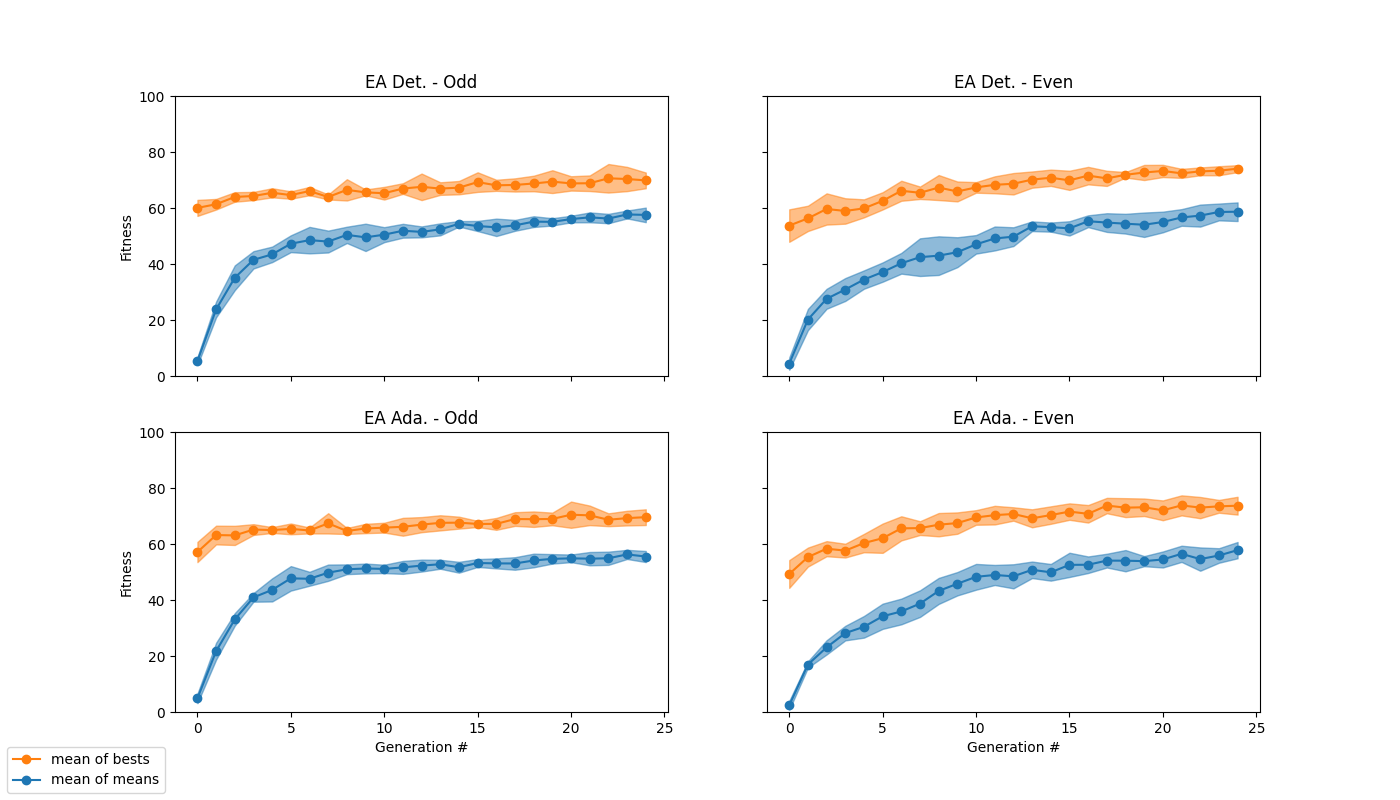 EA Det. - Odd
EA Det. - Even
100
80
60
40
20
0
Fitness
EA Ada. - Odd
EA Ada. - Even
100
80
60
40
20
0
Fitness
0 5 10 15 20 25
0 5 10 15 20 25
Generation #
Generation #
mean of bests
mean of means